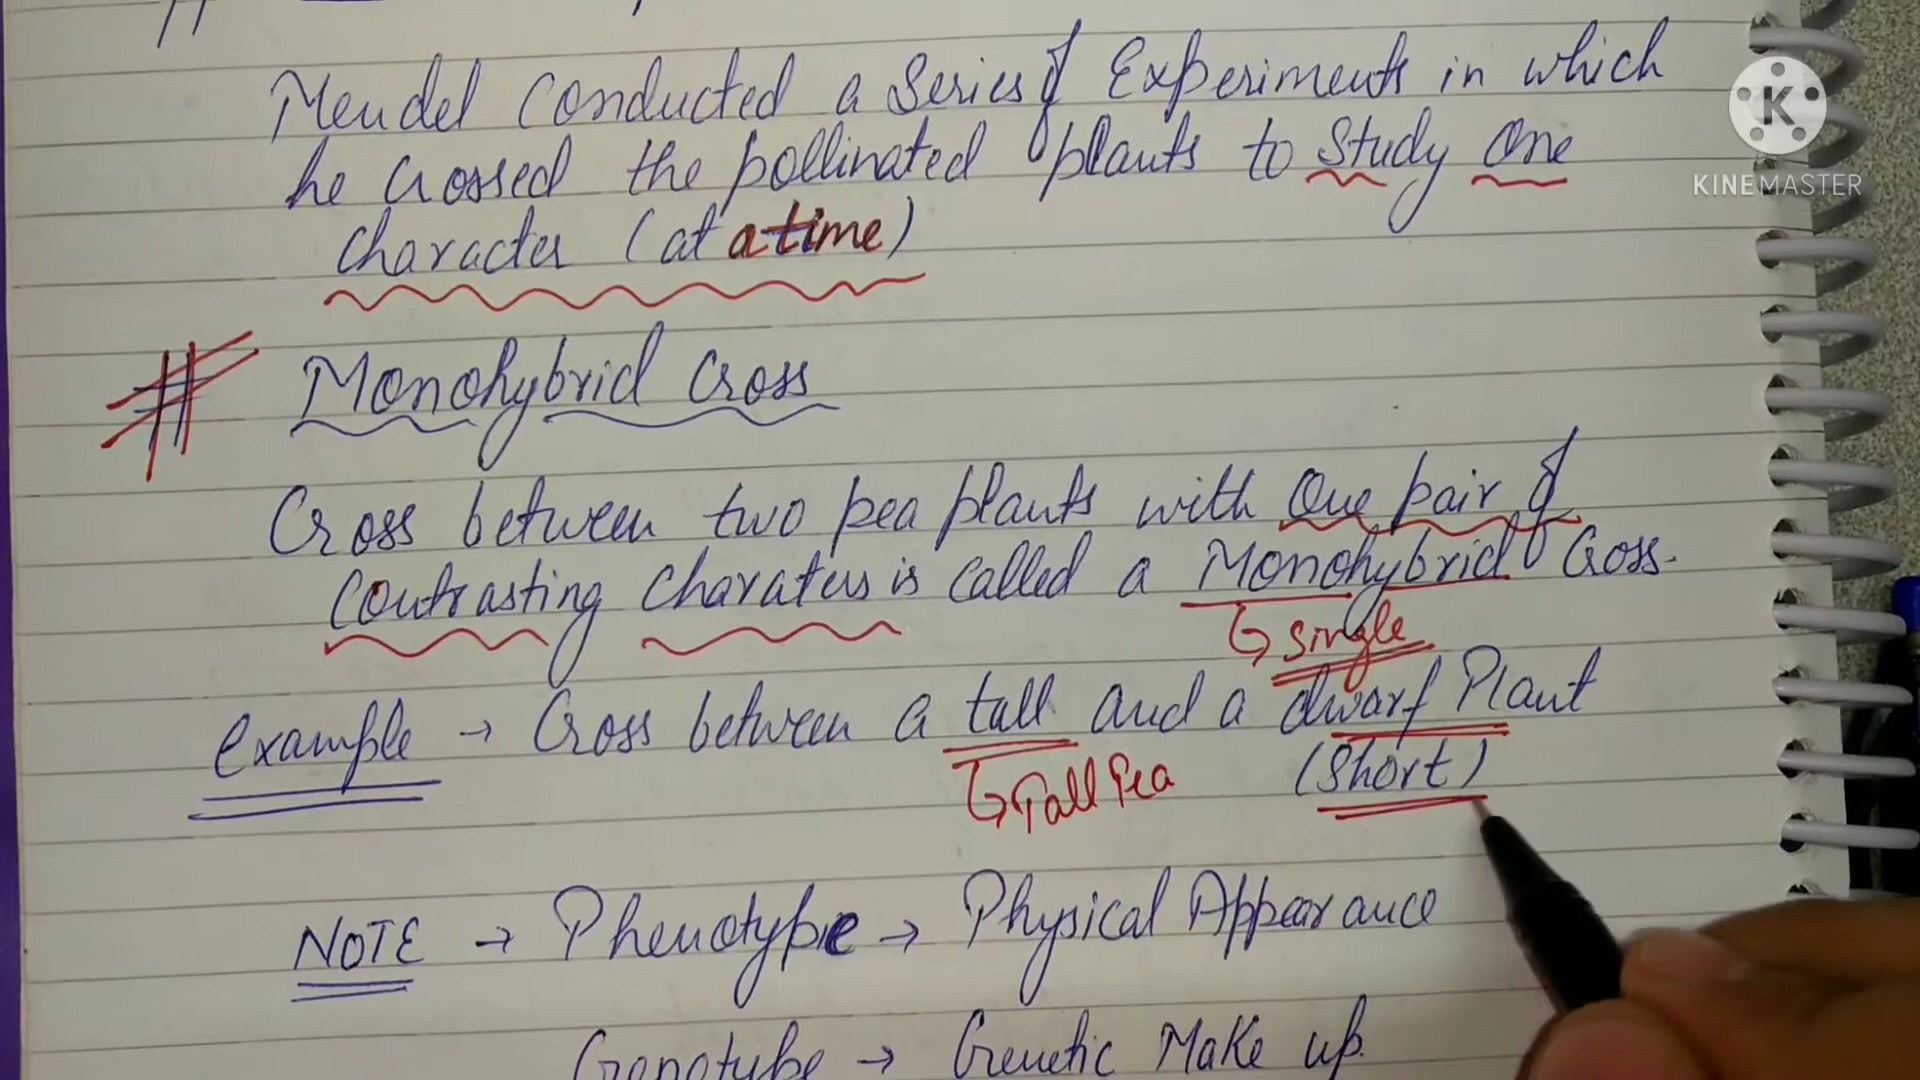 Mendel Conducted a Series of Experiments in which
he Crossed the pollinated plants to Study One
Character (at a time)
K
KINEMASTER
# Monohybrid Cross
Cross between two pea plants with One pair of
Contrasting Charaters is Called a Monohybrid Cross.
↳ Single
Example → Cross between a tall and a dwarf Plant
↳ Tall Pea (Short)
NOTE → Phenotype → Physical Appearance
Genotype → Genetic Make up.